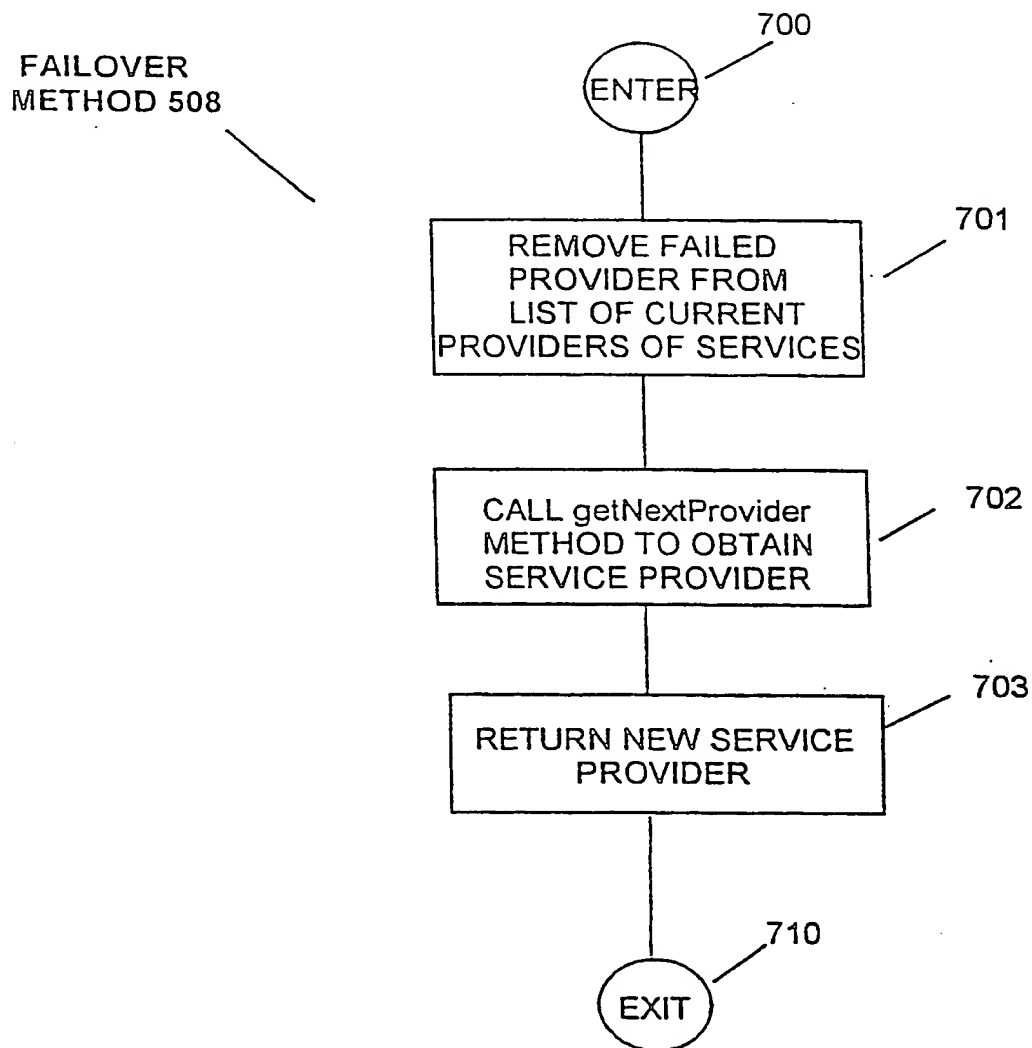 700
FAILOVER
METHOD 508
ENTER
701
REMOVE FAILED
PROVIDER FROM
LIST OF CURRENT
PROVIDERS OF SERVICES
702
CALL getNextProvider
METHOD TO OBTAIN
SERVICE PROVIDER
703
RETURN NEW SERVICE
PROVIDER
710
EXIT